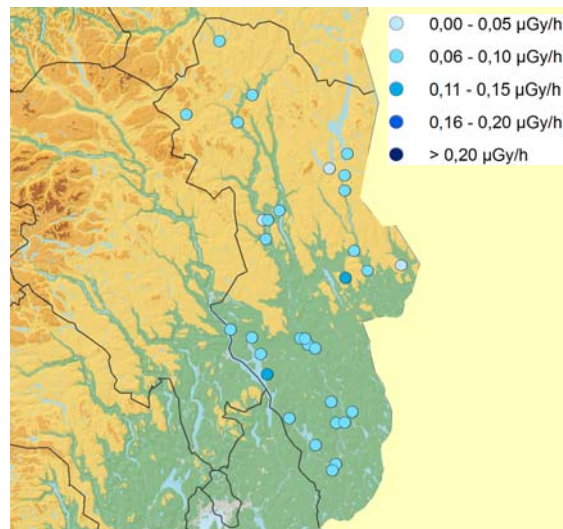 0,00 - 0,05 µGy/h
0,06 - 0,10 µGy/h
0,11 - 0,15 µGy/h
0,16 - 0,20 µGy/h
> 0,20 µGy/h